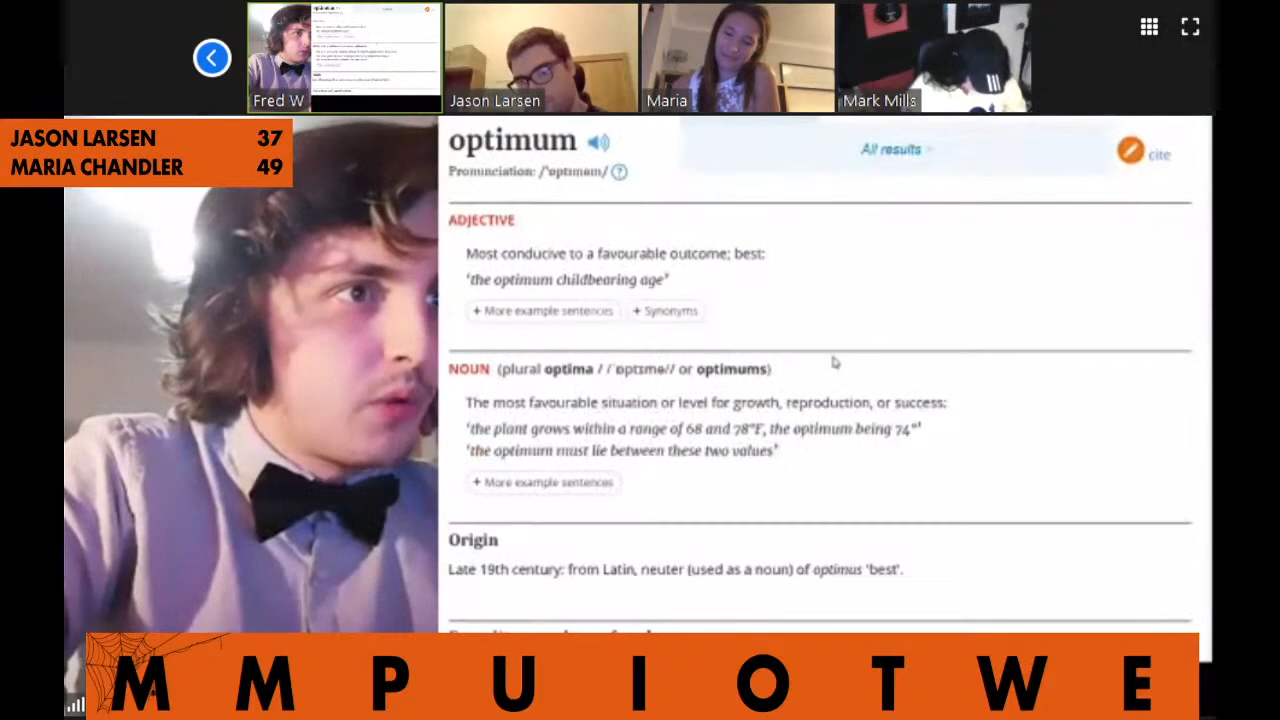 Fred W
Jason Larsen
Maria
Mark Mills
JASON LARSEN 37
MARIA CHANDLER 49
optimum
All results
cite
Pronunciation: /ˈɒptɪməm/ ?
ADJECTIVE
Most conducive to a favourable outcome; best:
‘the optimum childbearing age’
+ More example sentences + Synonyms
NOUN (plural optima / /ˈɒptɪmə// or optimums)
The most favourable situation or level for growth, reproduction, or success:
‘the plant grows within a range of 68 and 78°F, the optimum being 74°’
‘the optimum must lie between these two values’
+ More example sentences
Origin
Late 19th century: from Latin, neuter (used as a noun) of optimus ‘best’.
M M P U I O T W E